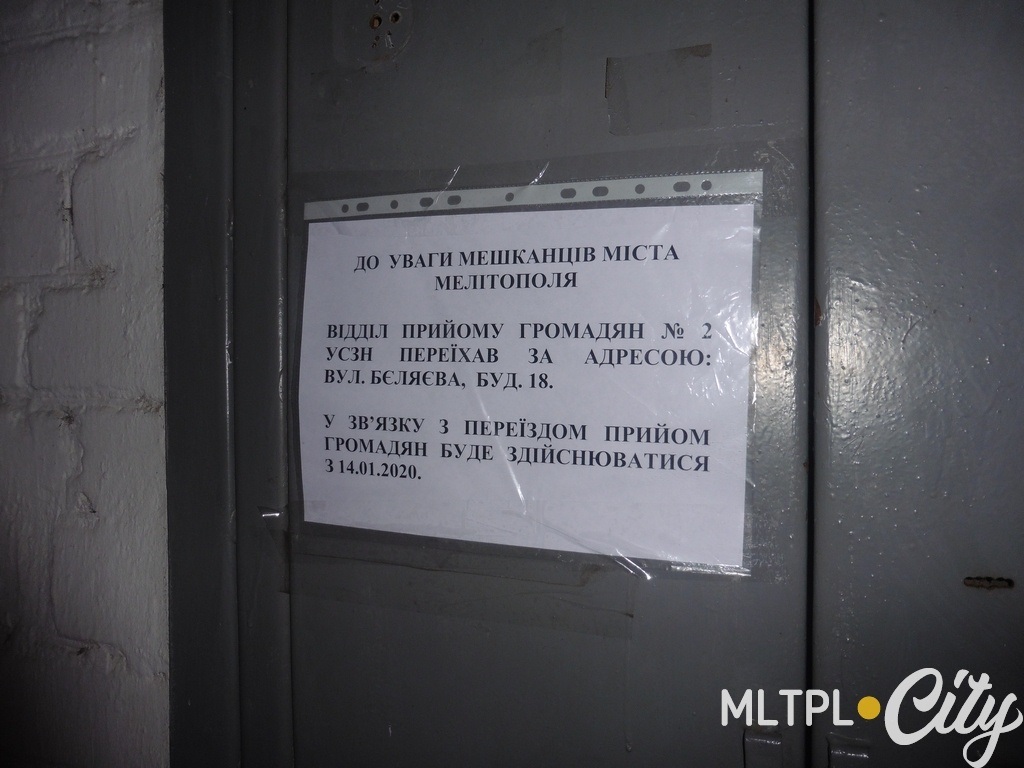 ДО УВАГИ МЕШКАНЦІВ МІСТА
МЕЛІТОПОЛЯ
ВІДДІЛ ПРИЙОМУ ГРОМАДЯН № 2
УСЗН ПЕРЕЇХАВ ЗА АДРЕСОЮ:
ВУЛ. БЄЛЯЄВА, БУД. 18.
У ЗВ’ЯЗКУ З ПЕРЕЇЗДОМ ПРИЙОМ
ГРОМАДЯН БУДЕ ЗДІЙСНЮВАТИСЯ
З 14.01.2020.
MLTPL City